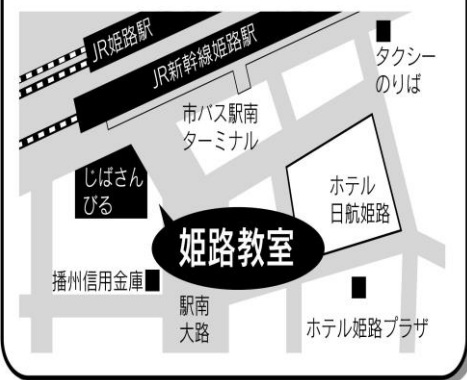 JR姫路駅
JR新幹線姫路駅
タクシー
のりば
市バス駅南
ターミナル
じばさん
びる
ホテル
日航姫路
姫路教室
播州信用金庫
駅南
大路
ホテル姫路プラザ